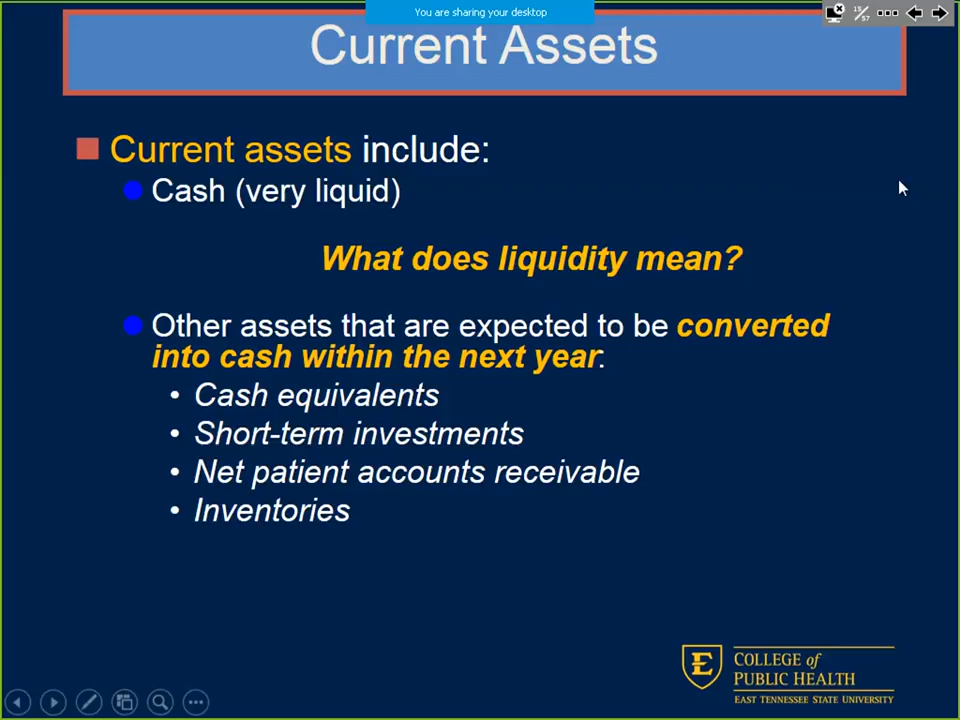 You are sharing your desktop
15/57
Current Assets
Current assets include:
Cash (very liquid)
What does liquidity mean?
Other assets that are expected to be converted
into cash within the next year:
• Cash equivalents
• Short-term investments
• Net patient accounts receivable
• Inventories
E
COLLEGE of
PUBLIC HEALTH
EAST TENNESSEE STATE UNIVERSITY